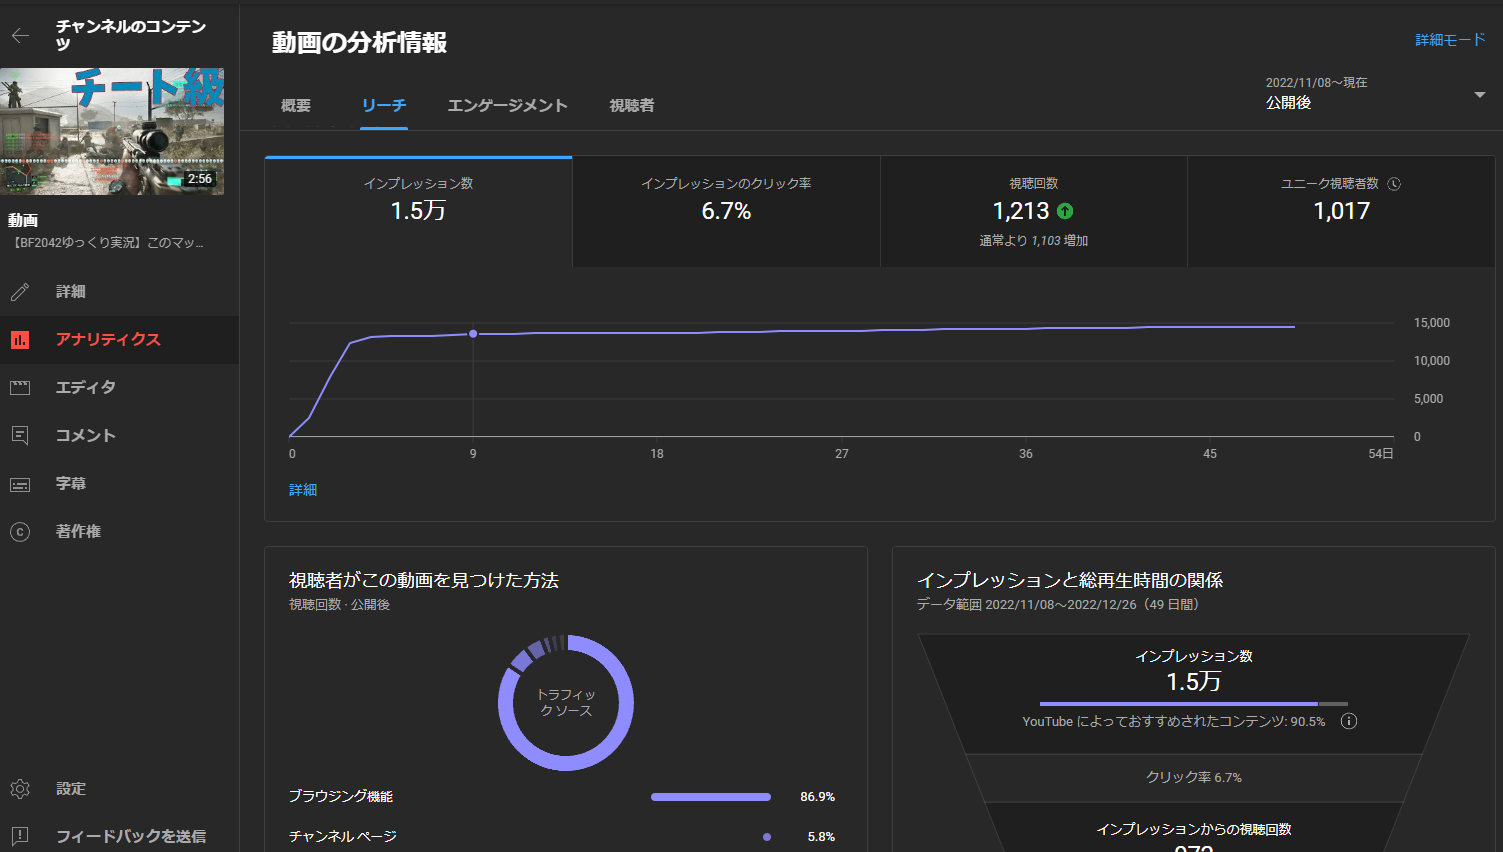 チャンネルのコンテン
ツ
チート級
2:56
動画
【BF2042ゆっくり実況】このマッ...
詳細
アナリティクス
エディタ
コメント
字幕
著作権
設定
フィードバックを送信
動画の分析情報
詳細モード
概要
リーチ
エンゲージメント
視聴者
2022/11/08～現在
公開後
インプレッション数
1.5万
インプレッションのクリック率
6.7%
視聴回数
1,213
通常より 1,103 増加
ユニーク視聴者数
1,017
15,000
10,000
5,000
0
0
9
18
27
36
45
54日
詳細
視聴者がこの動画を見つけた方法
視聴回数 · 公開後
トラフィッ
ク ソース
ブラウジング機能
86.9%
チャンネル ページ
5.8%
インプレッションと総再生時間の関係
データ範囲 2022/11/08～2022/12/26（49 日間）
インプレッション数
1.5万
YouTube によっておすすめされたコンテンツ: 90.5%
クリック率 6.7%
インプレッションからの視聴回数